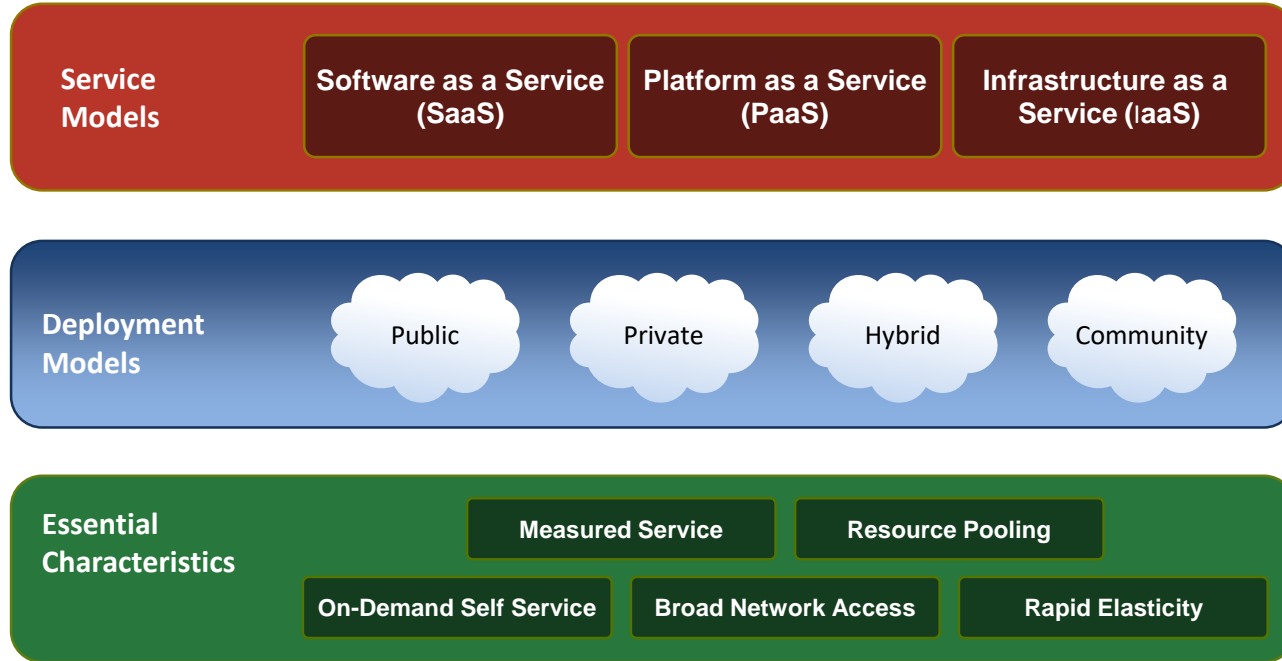 Service
Models
Software as a Service
(SaaS)
Platform as a Service
(PaaS)
Infrastructure as a
Service (IaaS)
Deployment
Models
Public
Private
Hybrid
Community
Essential
Characteristics
Measured Service
Resource Pooling
On-Demand Self Service
Broad Network Access
Rapid Elasticity